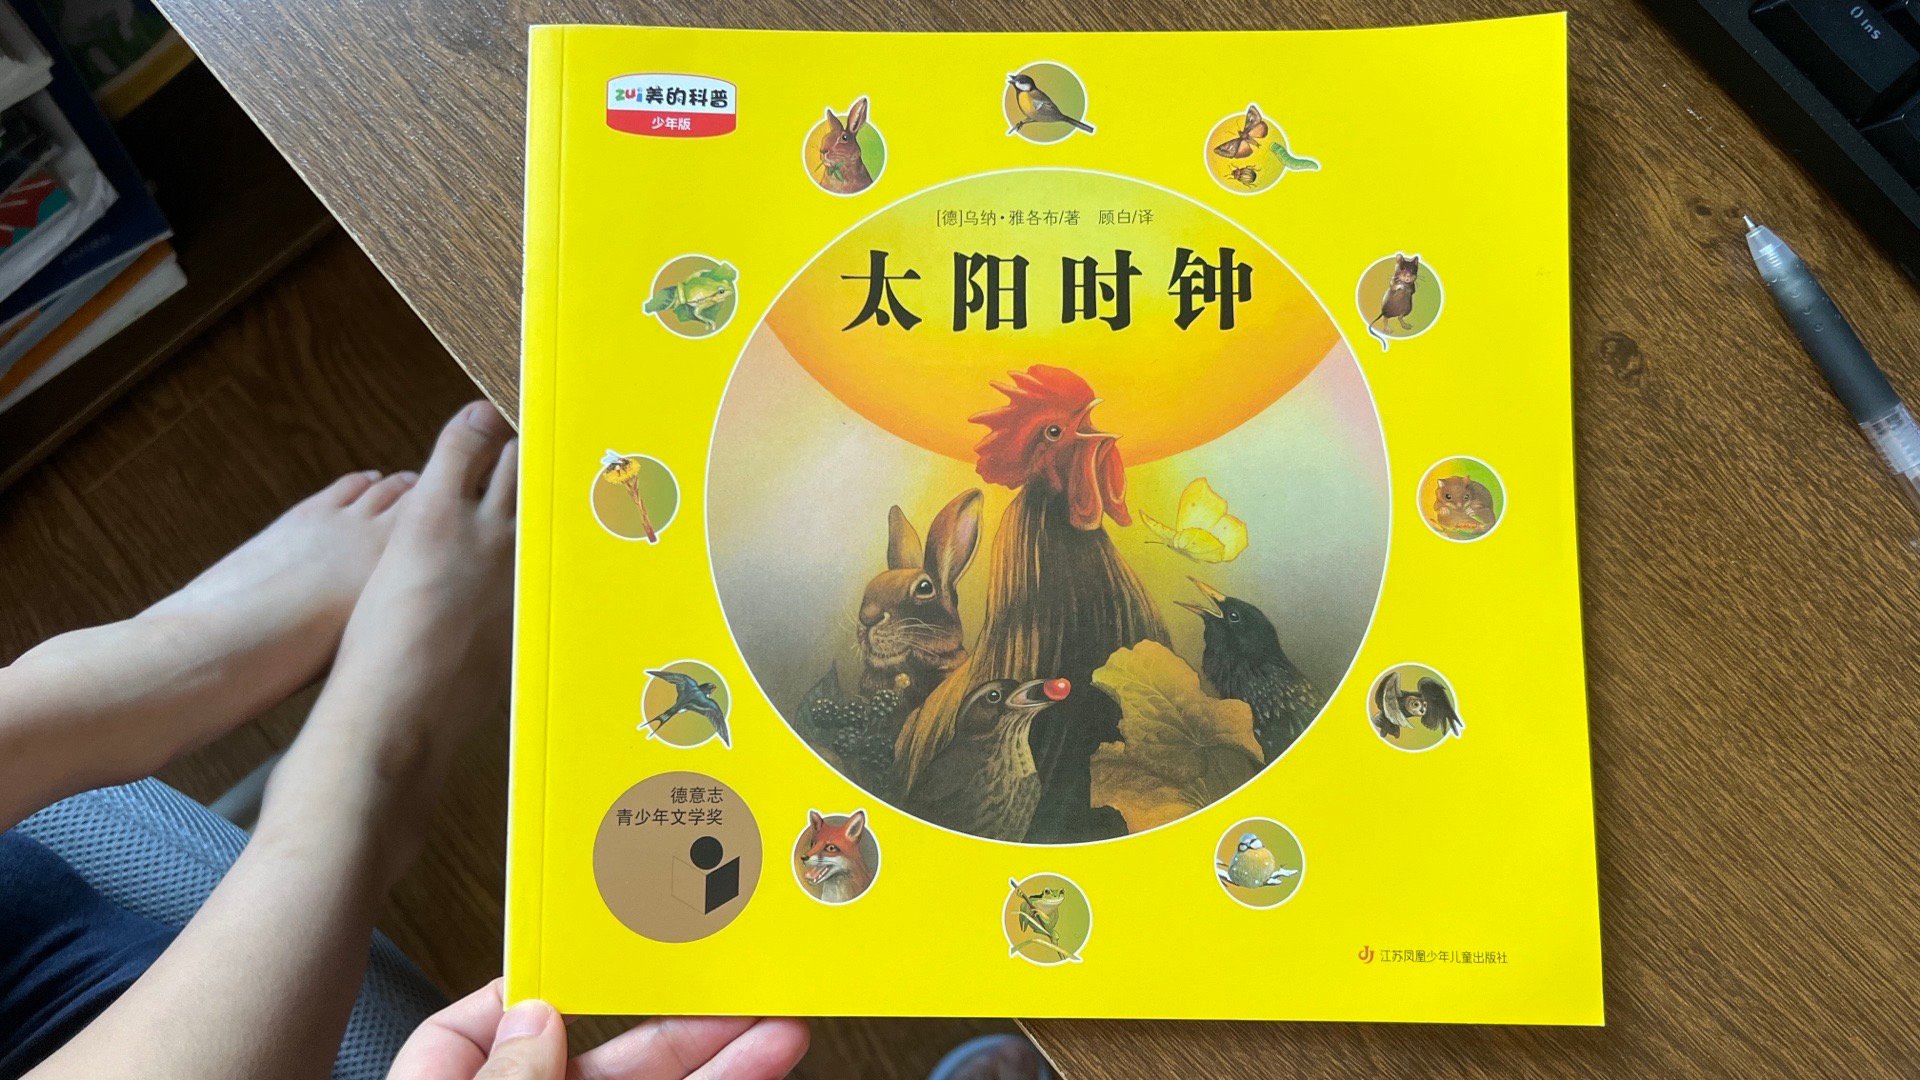 zui美的科普
少年版
[德]乌纳·雅各布/著 顾白/译
太阳时钟
德意志
青少年文学奖
江苏凤凰少年儿童出版社
0 Ins